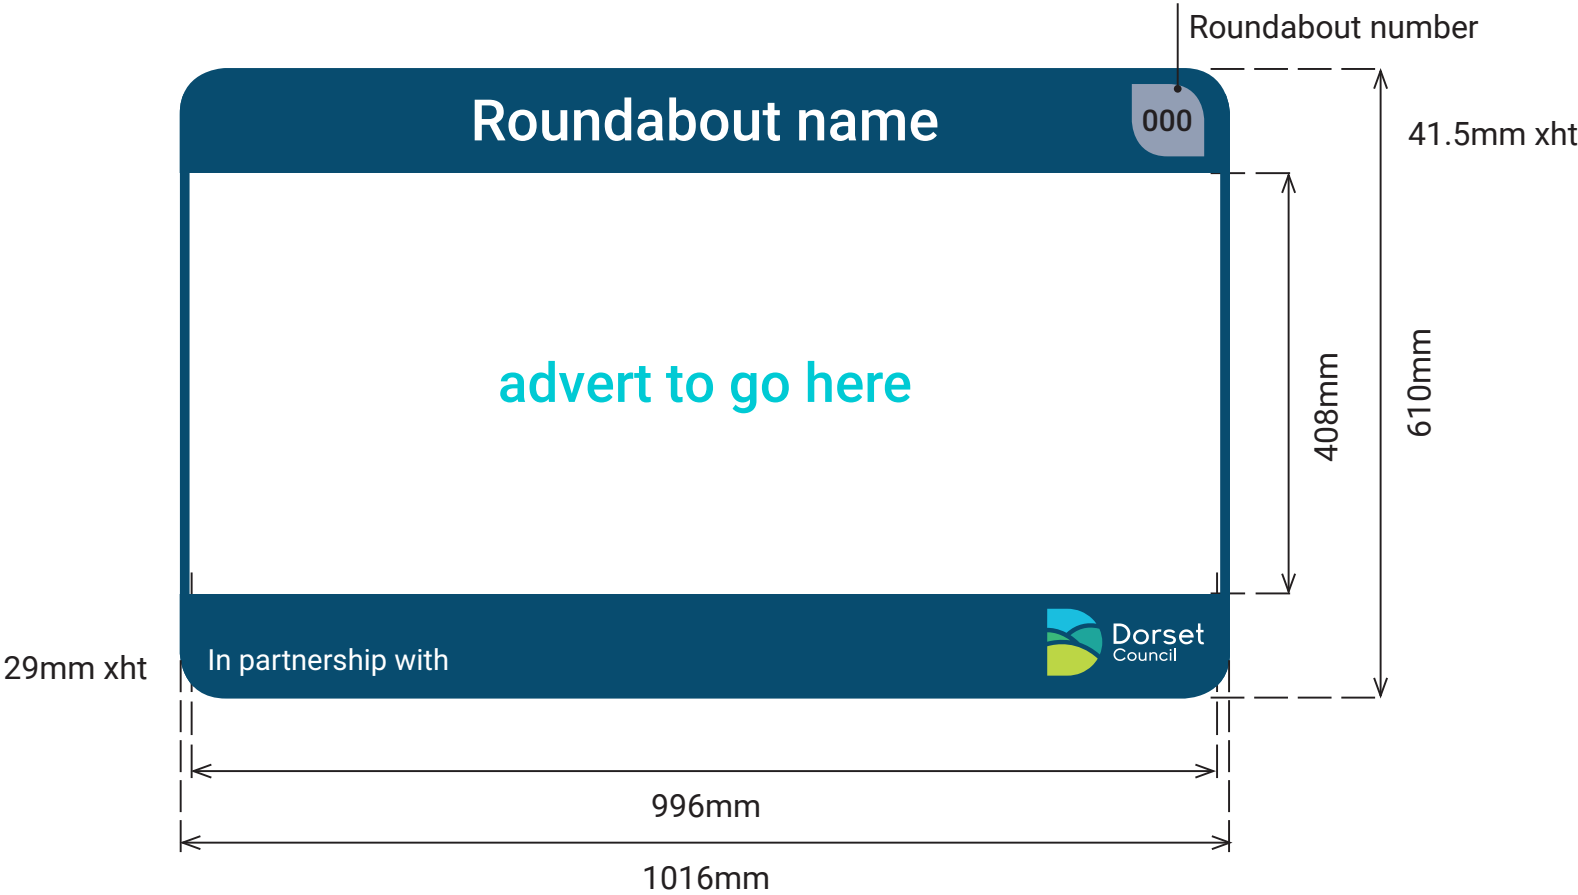 Roundabout number
Roundabout name
000
41.5mm xht
advert to go here
408mm
610mm
In partnership with
Dorset
Council
29mm xht
996mm
1016mm